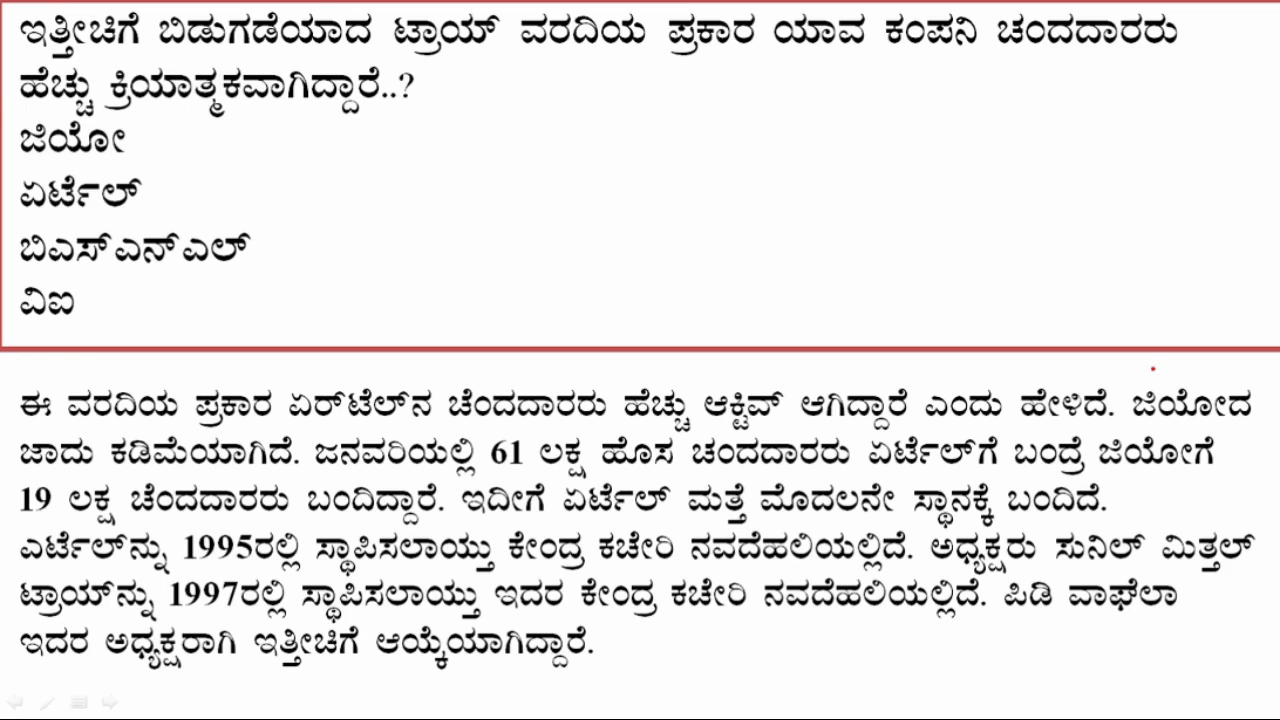 ಇತ್ತೀಚಿಗೆ ಬಿಡುಗಡೆಯಾದ ಟ್ರಾಯ್ ವರದಿಯ ಪ್ರಕಾರ ಯಾವ ಕಂಪನಿ ಚಂದದಾರರು
ಹೆಚ್ಚು ಕ್ರಿಯಾತ್ಮಕವಾಗಿದ್ದಾರೆ..?
ಜಿಯೋ
ಏರ್ಟೆಲ್
ಬಿಎಸ್ಎನ್ಎಲ್
ವಿಐ
ಈ ವರದಿಯ ಪ್ರಕಾರ ಏರ್‌ಟೆಲ್‌ನ ಚೆಂದದಾರರು ಹೆಚ್ಚು ಆಕ್ಟಿವ್ ಆಗಿದ್ದಾರೆ ಎಂದು ಹೇಳಿದೆ. ಜಿಯೋದ
ಜಾದು ಕಡಿಮೆಯಾಗಿದೆ. ಜನವರಿಯಲ್ಲಿ 61 ಲಕ್ಷ ಹೊಸ ಚಂದದಾರರು ಏರ್ಟೆಲ್‌ಗೆ ಬಂದ್ರೆ ಜಿಯೋಗೆ
19 ಲಕ್ಷ ಚೆಂದದಾರರು ಬಂದಿದ್ದಾರೆ. ಇದೀಗೆ ಏರ್ಟೆಲ್ ಮತ್ತೆ ಮೊದಲನೇ ಸ್ಥಾನಕ್ಕೆ ಬಂದಿದೆ.
ಎರ್ಟೆಲ್‌ನ್ನು 1995ರಲ್ಲಿ ಸ್ಥಾಪಿಸಲಾಯ್ತು ಕೇಂದ್ರ ಕಚೇರಿ ನವದೆಹಲಿಯಲ್ಲಿದೆ. ಅಧ್ಯಕ್ಷರು ಸುನಿಲ್ ಮಿತ್ತಲ್
ಟ್ರಾಯ್‌ನ್ನು 1997ರಲ್ಲಿ ಸ್ಥಾಪಿಸಲಾಯ್ತು ಇದರ ಕೇಂದ್ರ ಕಚೇರಿ ನವದೆಹಲಿಯಲ್ಲಿದೆ. ಪಿಡಿ ವಾಘೆಲಾ
ಇದರ ಅಧ್ಯಕ್ಷರಾಗಿ ಇತ್ತೀಚಿಗೆ ಆಯ್ಕೆಯಾಗಿದ್ದಾರೆ.